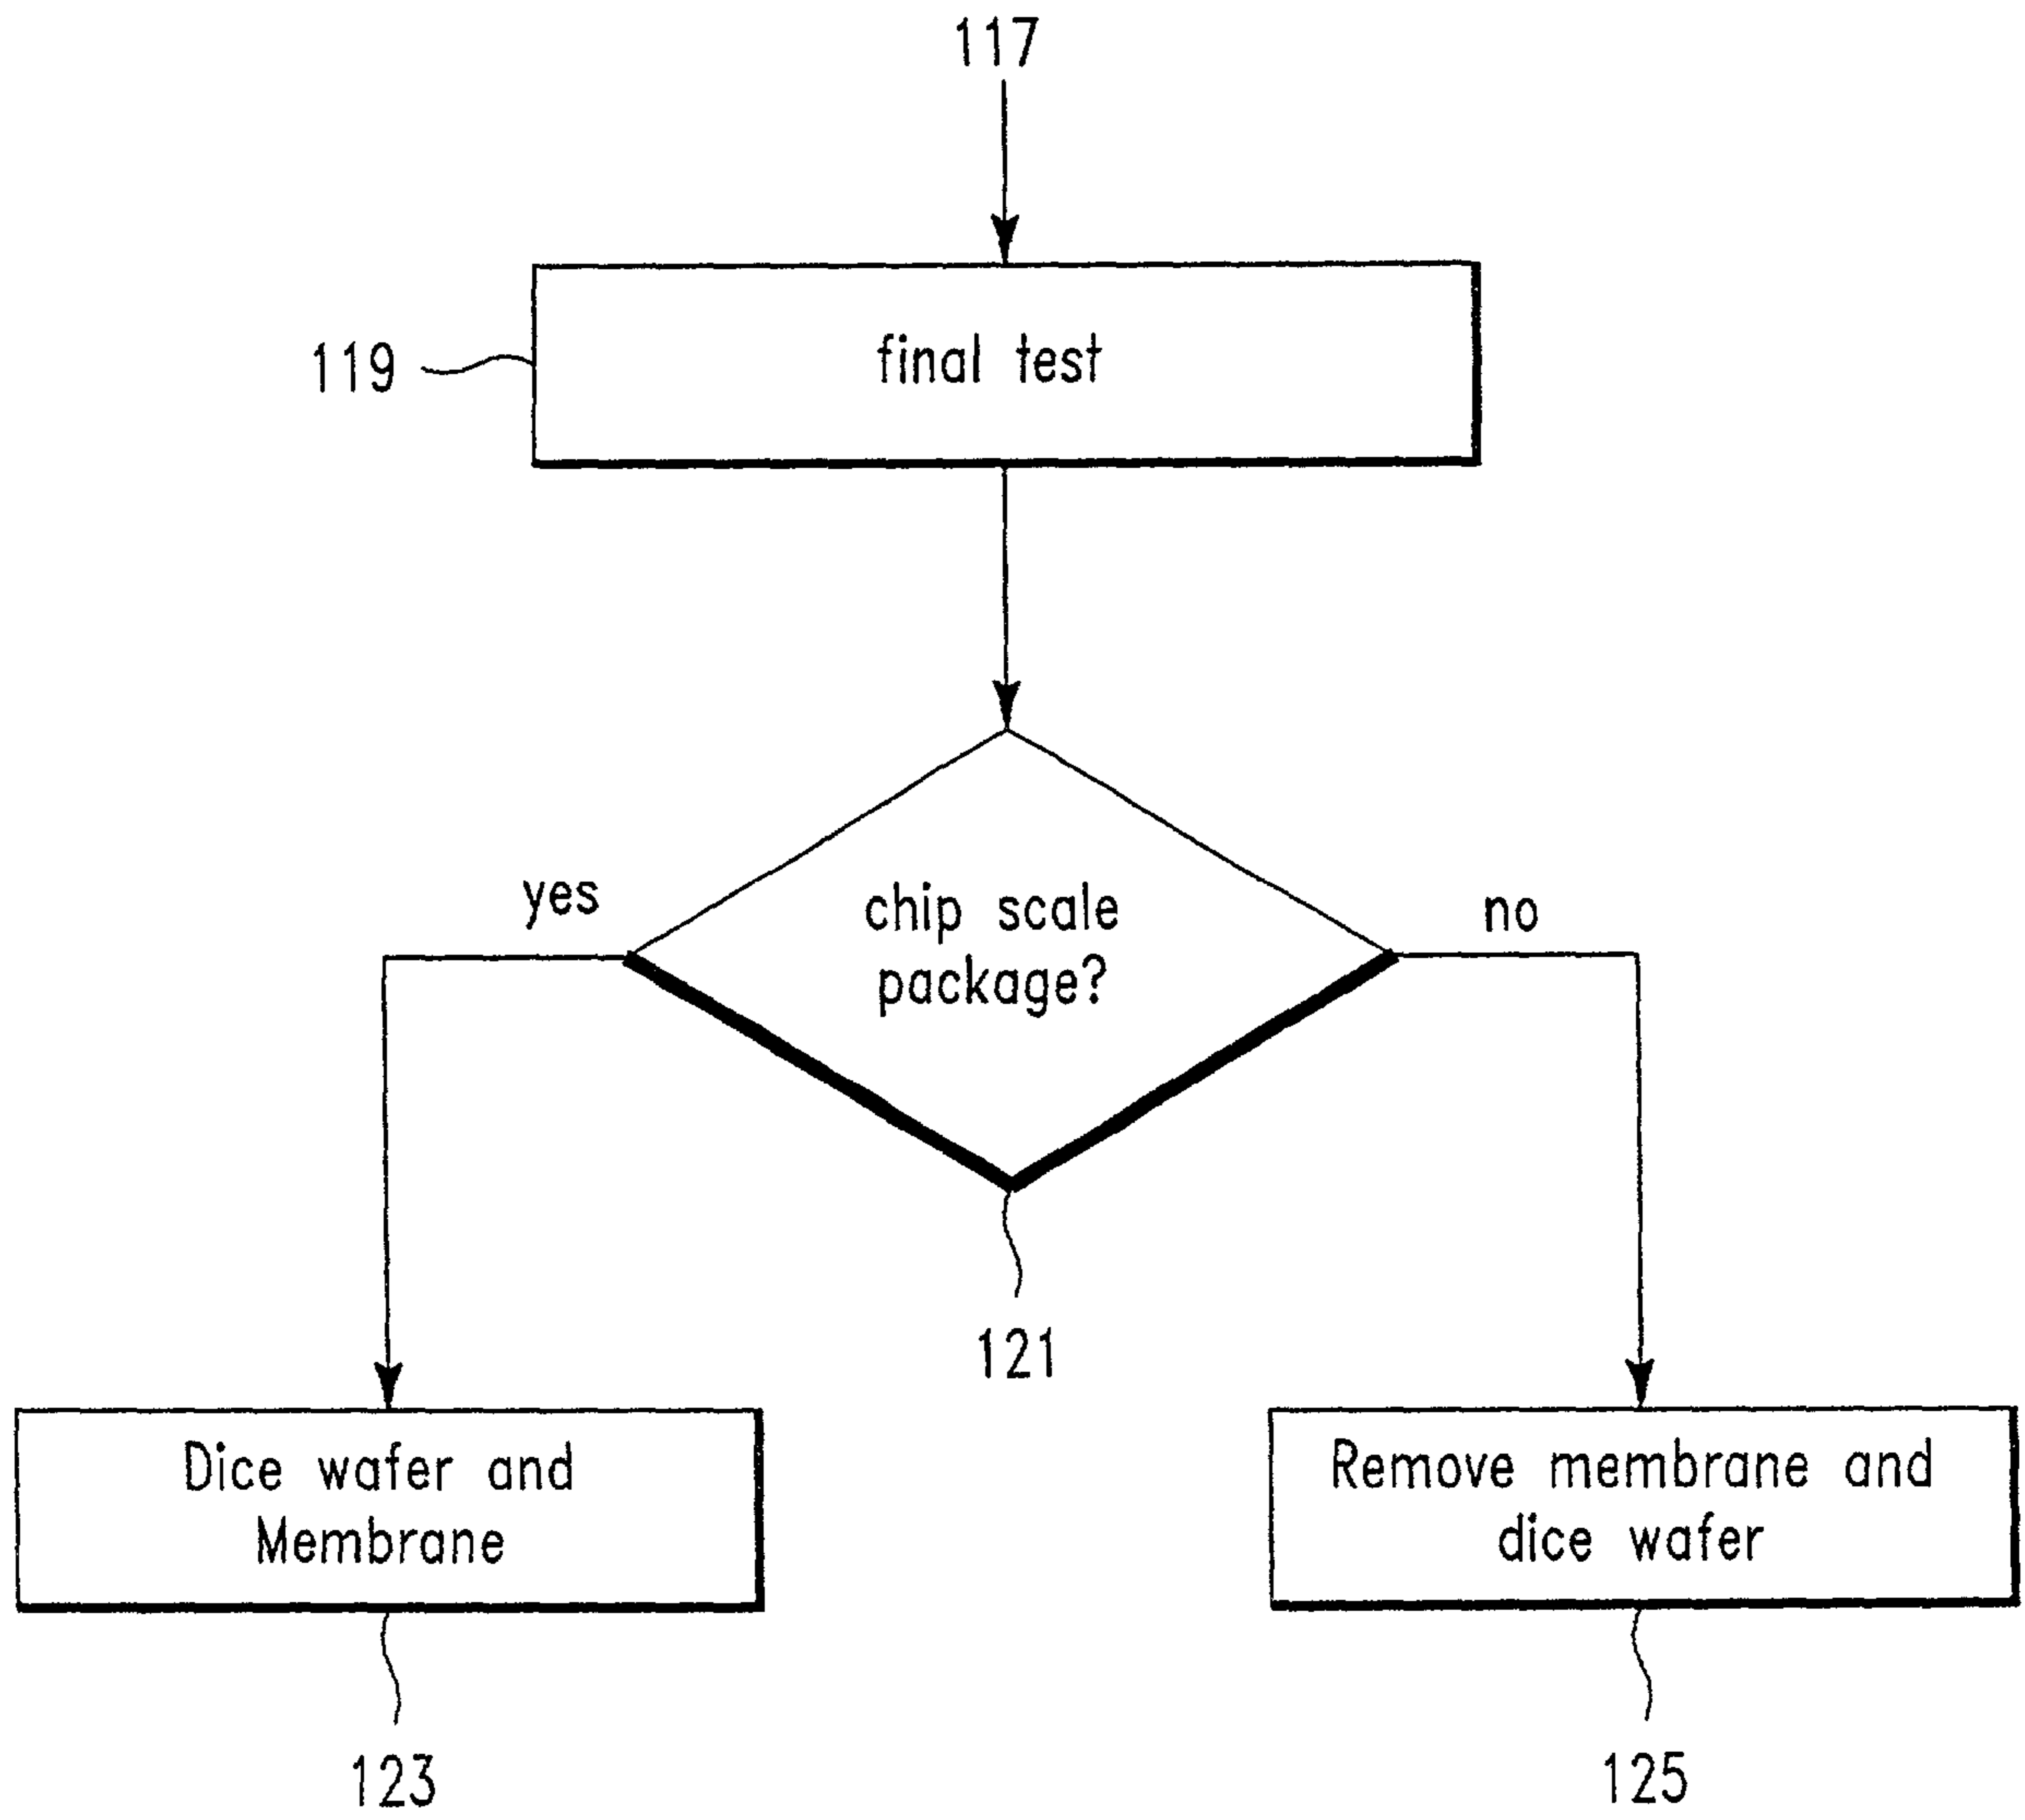 117
119
final test
yes
chip scale
package?
no
121
Dice wafer and
Membrane
Remove membrane and
dice wafer
123
125